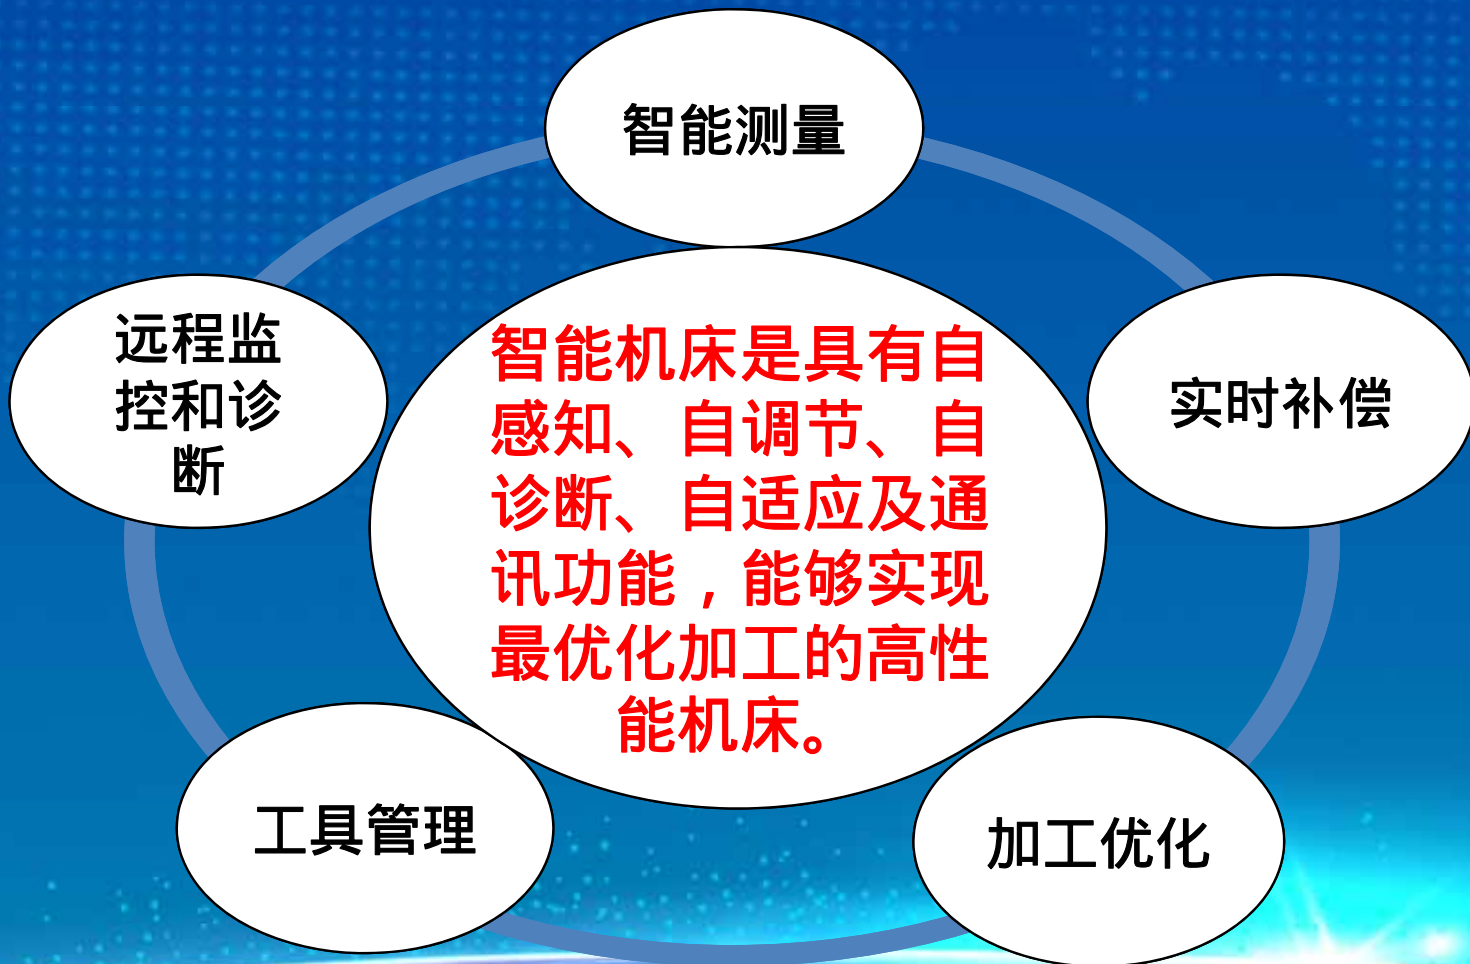 智能测量
远程监
控和诊
断
智能机床是具有自
感知、自调节、自
诊断、自适应及通
讯功能，能够实现
最优化加工的高性
能机床。
实时补偿
工具管理
加工优化